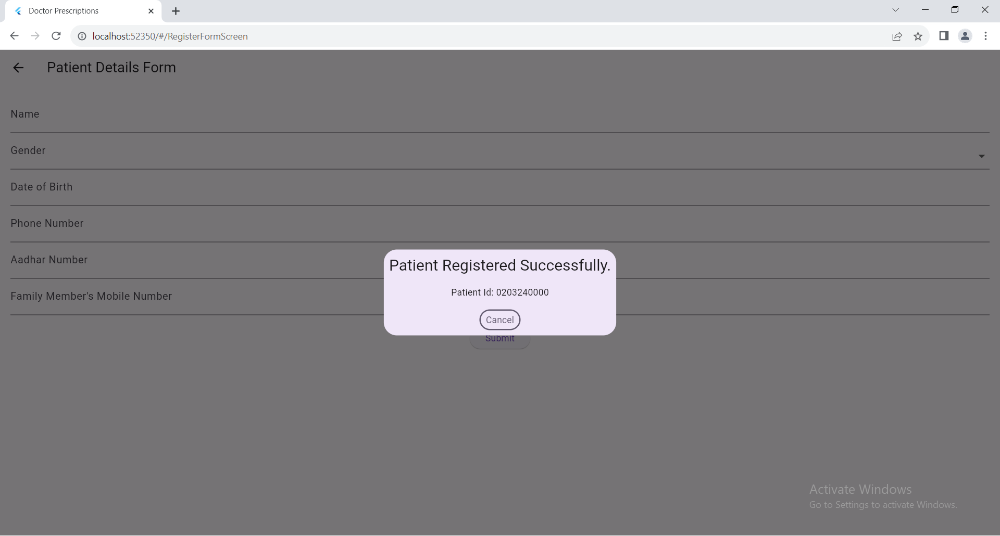 Doctor Prescriptions
localhost:52350/#/RegisterFormScreen
Patient Details Form
Name
Gender
Date of Birth
Phone Number
Aadhar Number
Family Member's Mobile Number
Patient Registered Successfully.
Patient Id: 0203240000
Cancel
Submit
Activate Windows
Go to Settings to activate Windows.